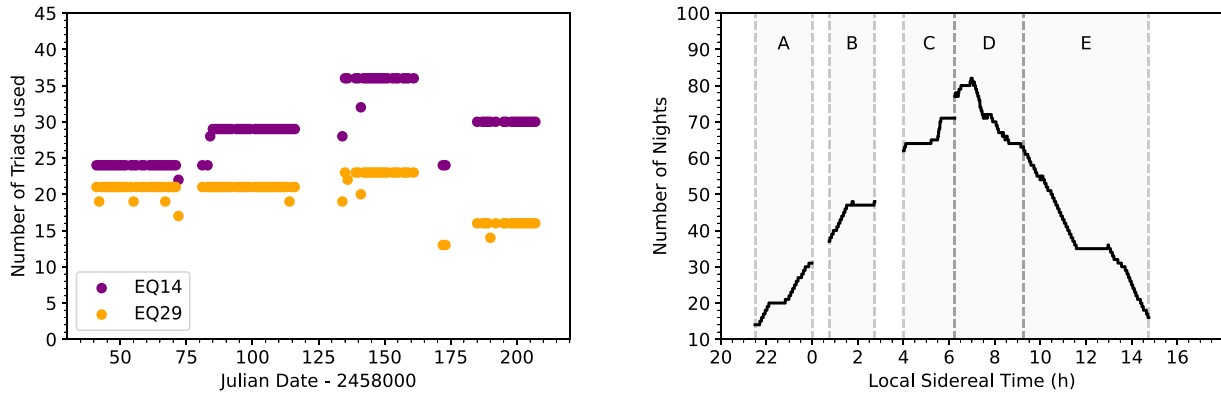 45
40
35
30
25
20
15
10
5
0
Number of Triads used
EQ14
EQ29
50 75 100 125 150 175 200
Julian Date - 2458000
100
90
80
70
60
50
40
30
20
10
Number of Nights
A B C D E
20 22 0 2 4 6 8 10 12 14 16
Local Sidereal Time (h)